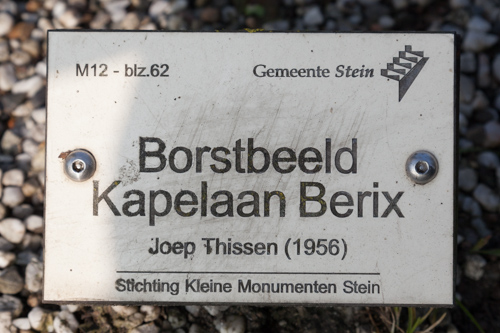 M12 - blz.62
Gemeente Stein
Borstbeeld
Kapelaan Berix
Joep Thissen (1956)
Stichting Kleine Monumenten Stein